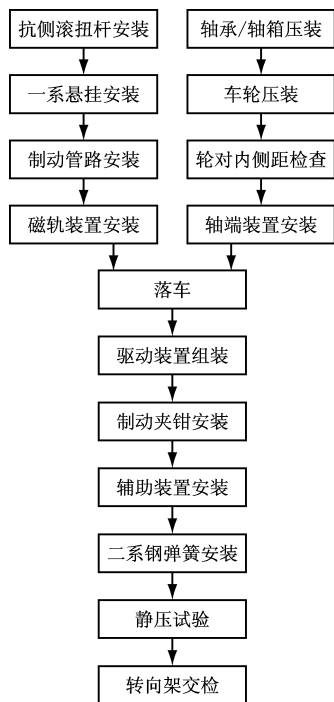 抗侧滚扭杆安装
一系悬挂安装
制动管路安装
磁轨装置安装
轴承/轴箱压装
车轮压装
轮对内侧距检查
轴端装置安装
落车
驱动装置组装
制动夹钳安装
辅助装置安装
二系钢弹簧安装
静压试验
转向架交检